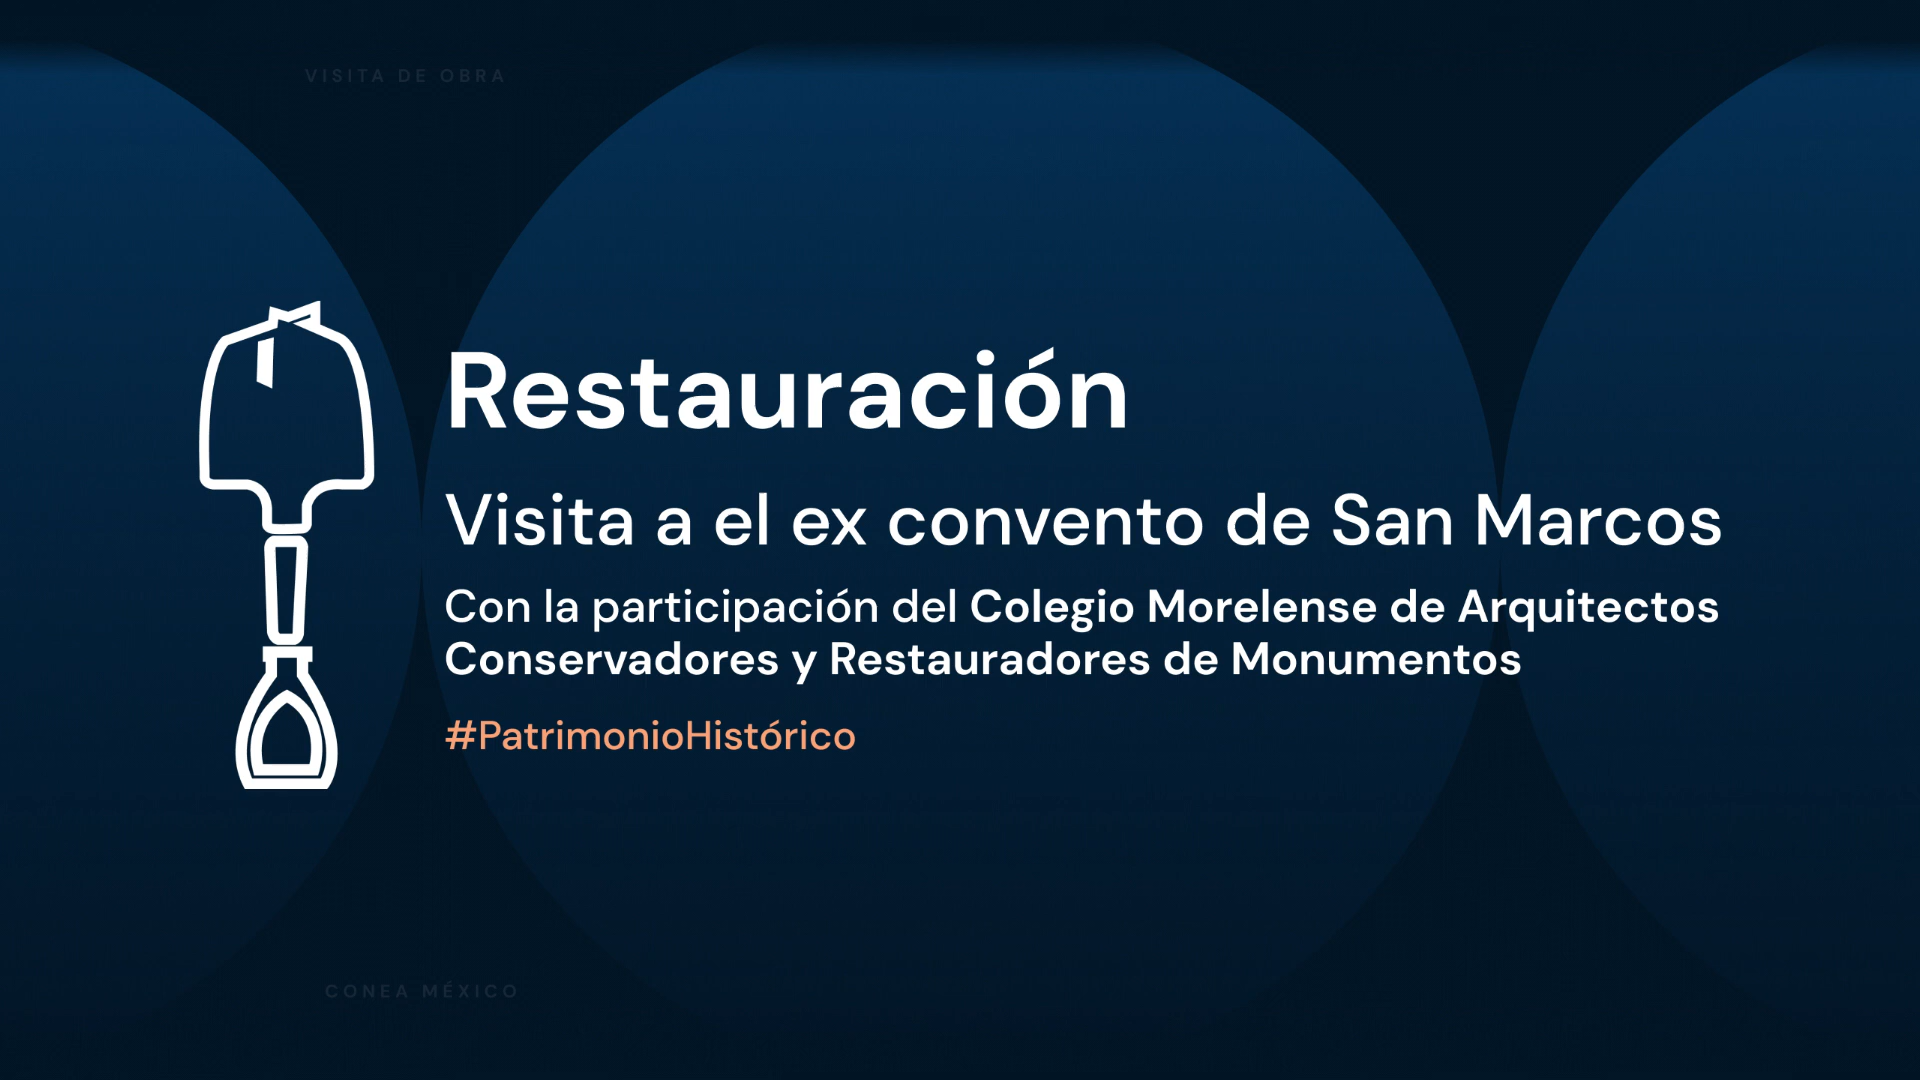 VISITA DE OBRA
Restauración
Visita a el ex convento de San Marcos
Con la participación del Colegio Morelense de Arquitectos
Conservadores y Restauradores de Monumentos
#PatrimonioHistórico
CONEA MÉXICO